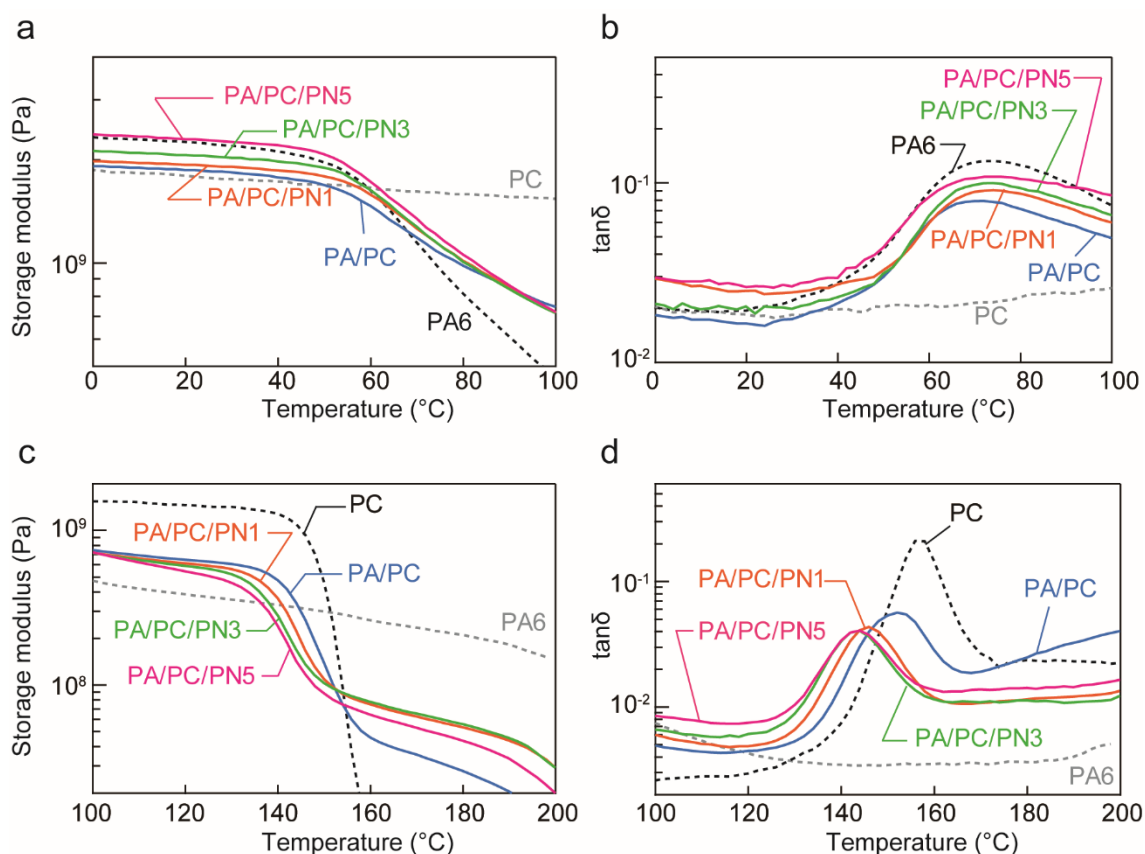 a
Storage modulus (Pa)
10⁹
PA/PC/PN5
PA/PC/PN3
PC
PA/PC/PN1
PA/PC
PA6
0 20 40 60 80 100
Temperature (°C)
b
tanδ
10⁻¹
10⁻²
PA/PC/PN5
PA/PC/PN3
PA6
PA/PC/PN1
PA/PC
PC
0 20 40 60 80 100
Temperature (°C)
c
Storage modulus (Pa)
10⁹
10⁸
PC
PA/PC/PN1
PA/PC
PA6
PA/PC/PN3
PA/PC/PN5
100 120 140 160 180 200
Temperature (°C)
d
tanδ
10⁻¹
10⁻²
PC
PA/PC/PN1
PA/PC
PA/PC/PN5
PA/PC/PN3
PA6
100 120 140 160 180 200
Temperature (°C)